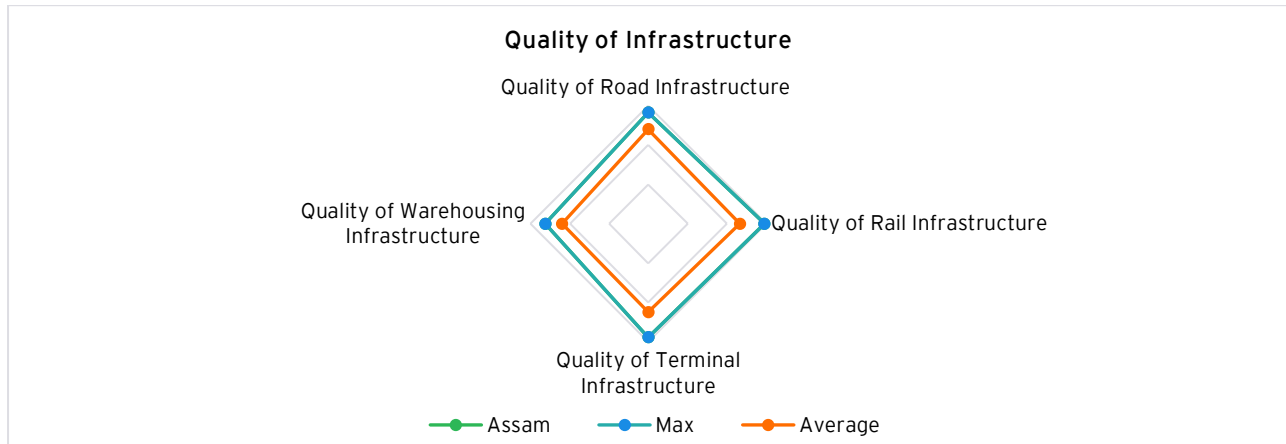 Quality of Infrastructure
Quality of Road Infrastructure
Quality of Warehousing
Infrastructure
Quality of Rail Infrastructure
Quality of Terminal
Infrastructure
Assam
Max
Average